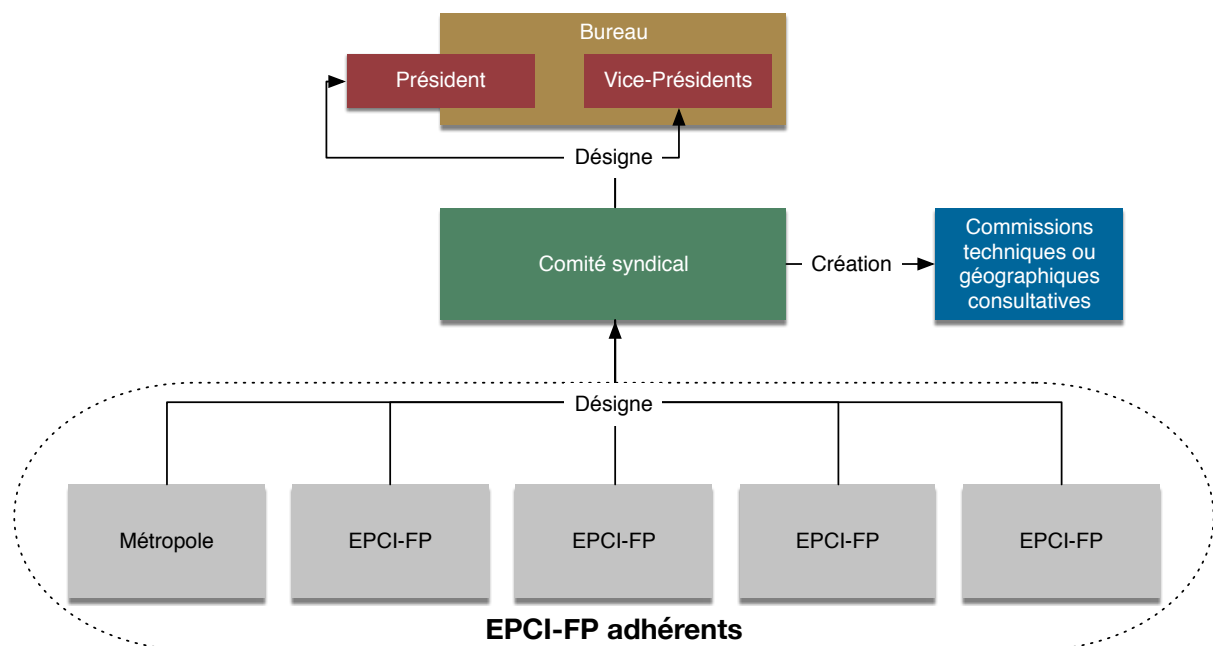 Bureau
Président
Vice-Présidents
Désigne
Comité syndical
Création
Commissions
techniques ou
géographiques
consultatives
Désigne
Métropole
EPCI-FP
EPCI-FP
EPCI-FP
EPCI-FP
EPCI-FP adhérents